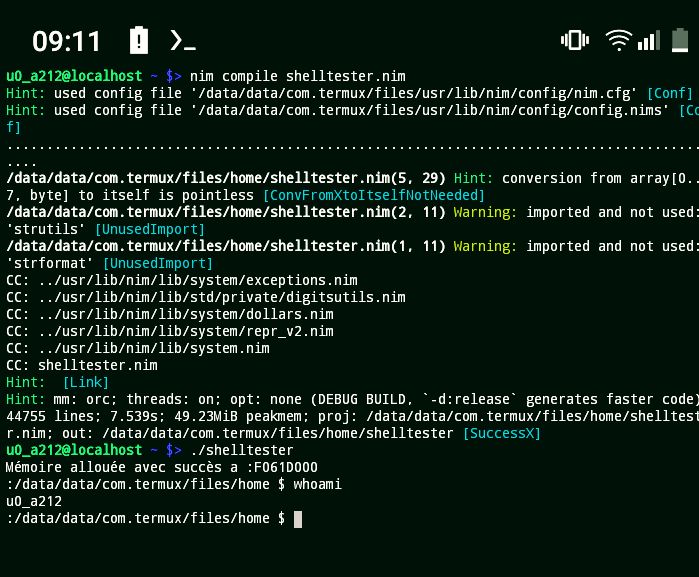 09:11
u0_a212@localhost ~ $> nim compile shelltester.nim
Hint: used config file '/data/data/com.termux/files/usr/lib/nim/config/nim.cfg' [Conf]
Hint: used config file '/data/data/com.termux/files/usr/lib/nim/config/config.nims' [Con
f]
........................................................................................
....
/data/data/com.termux/files/home/shelltester.nim(5, 29) Hint: conversion from array[0..
7, byte] to itself is pointless [ConvFromXtoItselfNotNeeded]
/data/data/com.termux/files/home/shelltester.nim(2, 11) Warning: imported and not used:
'strutils' [UnusedImport]
/data/data/com.termux/files/home/shelltester.nim(1, 11) Warning: imported and not used:
'strformat' [UnusedImport]
CC: ../usr/lib/nim/lib/system/exceptions.nim
CC: ../usr/lib/nim/lib/std/private/digitsutils.nim
CC: ../usr/lib/nim/lib/system/dollars.nim
CC: ../usr/lib/nim/lib/system/repr_v2.nim
CC: ../usr/lib/nim/lib/system.nim
CC: shelltester.nim
Hint:  [Link]
Hint: mm: orc; threads: on; opt: none (DEBUG BUILD, `-d:release` generates faster code)
44755 lines; 7.539s; 49.23MiB peakmem; proj: /data/data/com.termux/files/home/shelltest
r.nim; out: /data/data/com.termux/files/home/shelltester [SuccessX]
u0_a212@localhost ~ $> ./shelltester
Mémoire allouée avec succès a :F061D000
:/data/data/com.termux/files/home $ whoami
u0_a212
:/data/data/com.termux/files/home $